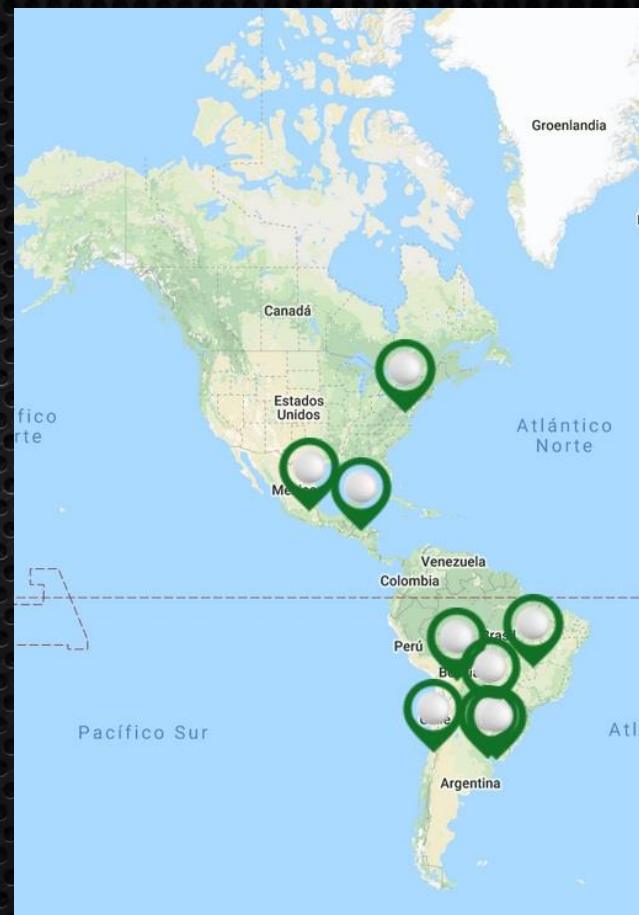 Groenlandia
Canadá
Estados
Unidos
fico
rte
Atlántico
Norte
Venezuela
Colombia
Perú
Argentina
Pacífico Sur
Atl